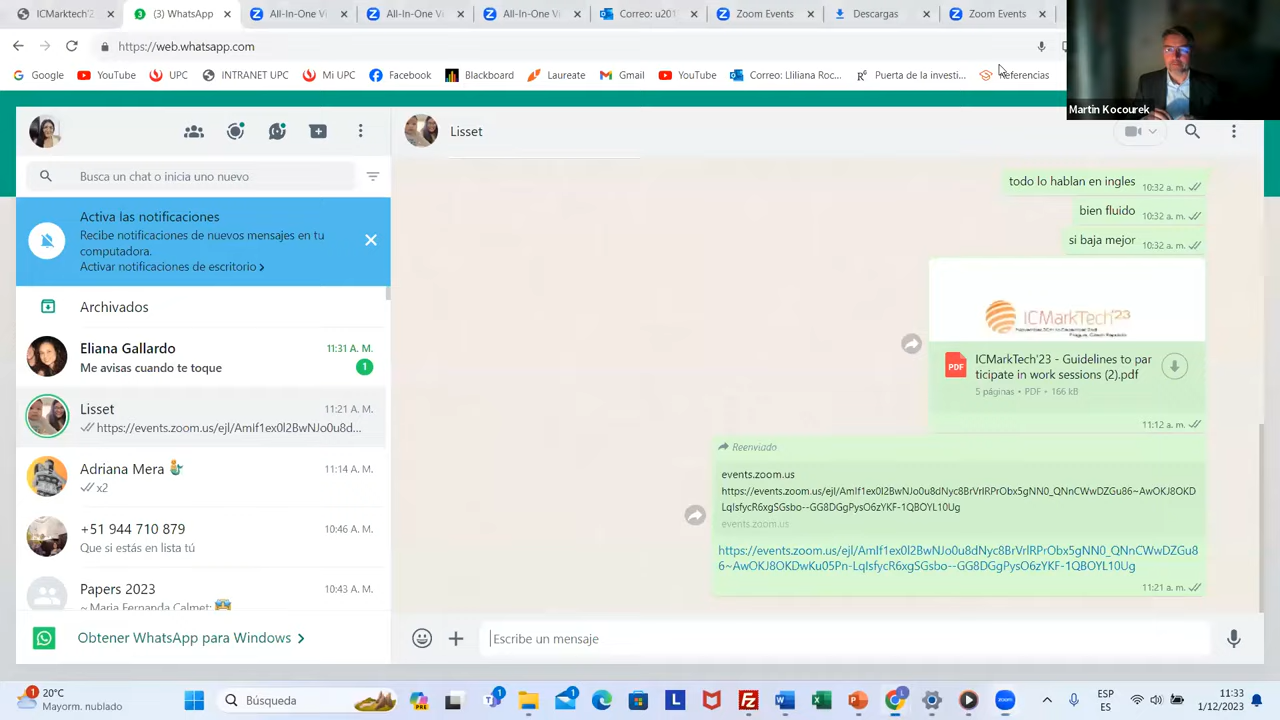 ICMarkTech'2
(3) WhatsApp
All-In-One Vi
All-In-One Vi
All-In-One Vi
Correo: u201
Zoom Events
Descargas
Zoom Events
https://web.whatsapp.com
Google
YouTube
UPC
INTRANET UPC
Mi UPC
Facebook
Blackboard
Laureate
Gmail
YouTube
Correo: Lliliana Roc...
Puerta de la investi...
Referencias
Martin Kocourek
Lisset
Busca un chat o inicia uno nuevo
Activa las notificaciones
Recibe notificaciones de nuevos mensajes en tu
computadora.
Activar notificaciones de escritorio
Archivados
Eliana Gallardo
11:31 A. M.
Me avisas cuando te toque
1
Lisset
11:21 A. M.
https://events.zoom.us/ejl/AmIf1ex0l2BwNJo0u8d...
Adriana Mera
11:14 A. M.
x2
+51 944 710 879
10:46 A. M.
Que si estás en lista tú
Papers 2023
10:43 A. M.
~ Maria Fernanda Calmet:
Obtener WhatsApp para Windows
todo lo hablan en ingles
10:32 a. m.
bien fluido
10:32 a. m.
si baja mejor
10:32 a. m.
ICMarkTech'23
ICMarkTech'23 - Guidelines to par
ticipate in work sessions (2).pdf
5 páginas • PDF • 166 kB
11:12 a. m.
Reenviado
events.zoom.us
https://events.zoom.us/ejl/AmIf1ex0l2BwNJo0u8dNyc8BrVrlRPrObx5gNN0_QNnCWwDZGu86~AwOKJ8OKD
LqIsfycR6xgSGsbo--GG8DGgPysO6zYKF-1QBOYL10Ug
events.zoom.us
https://events.zoom.us/ejl/AmIf1ex0l2BwNJo0u8dNyc8BrVrlRPrObx5gNN0_QNnCWwDZGu8
6~AwOKJ8OKDwKu05Pn-LqIsfycR6xgSGsbo--GG8DGgPysO6zYKF-1QBOYL10Ug
11:21 a. m.
Escribe un mensaje
1
20°C
Mayorm. nublado
Búsqueda
ESP
ES
11:33
1/12/2023